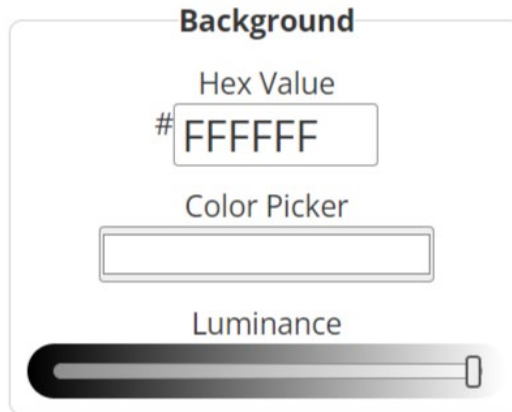 Background
Hex Value
#FFFFFF
Color Picker
Luminance